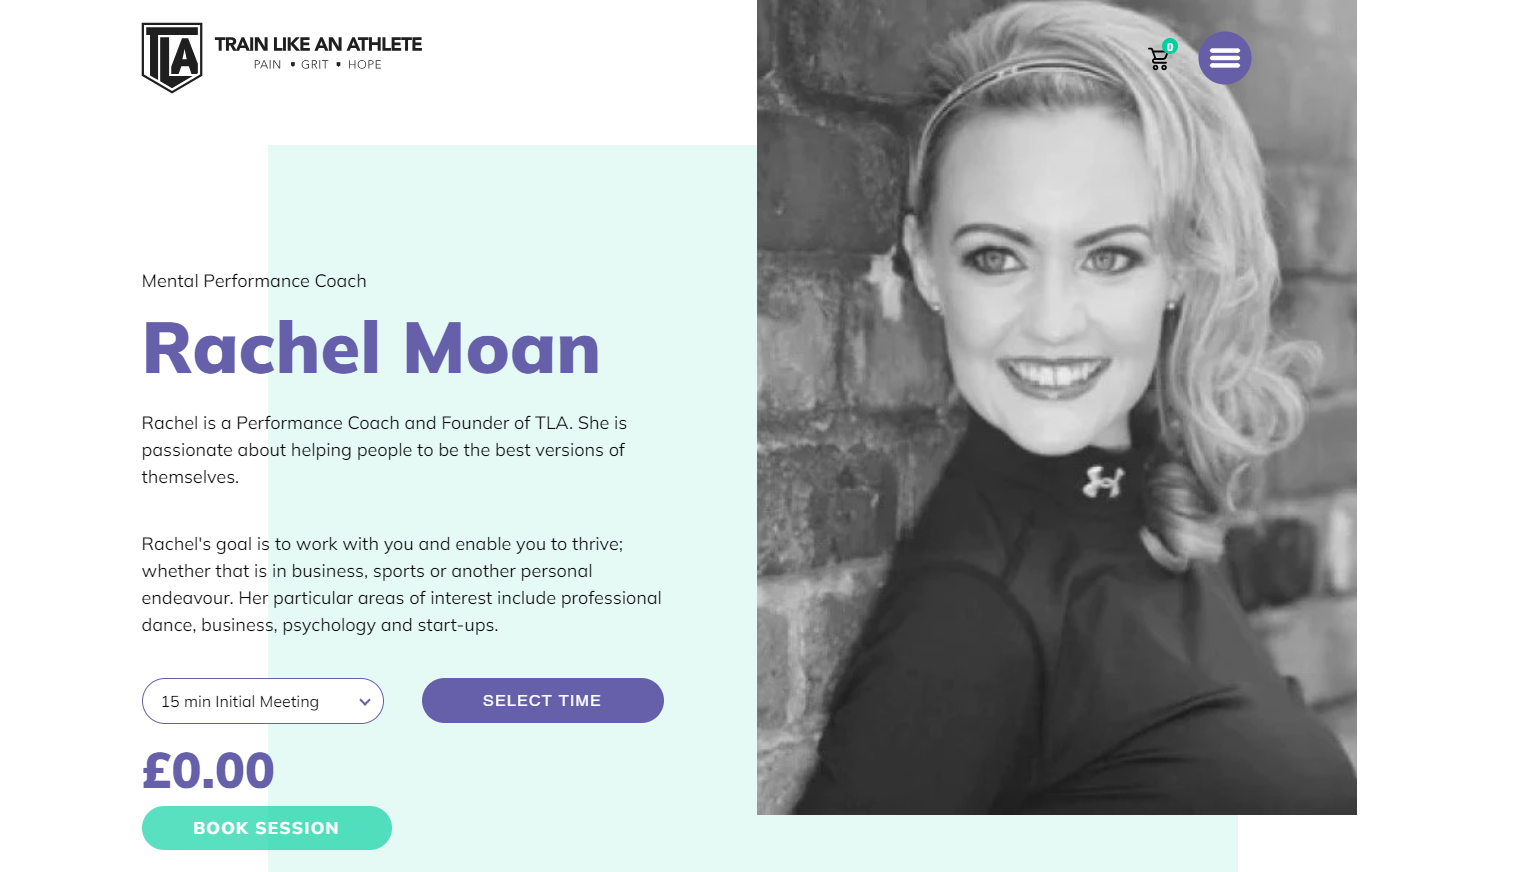 TLA
TRAIN LIKE AN ATHLETE
PAIN • GRIT • HOPE
0
Mental Performance Coach
Rachel Moan
Rachel is a Performance Coach and Founder of TLA. She is
passionate about helping people to be the best versions of
themselves.
Rachel's goal is to work with you and enable you to thrive;
whether that is in business, sports or another personal
endeavour. Her particular areas of interest include professional
dance, business, psychology and start-ups.
15 min Initial Meeting
SELECT TIME
£0.00
BOOK SESSION